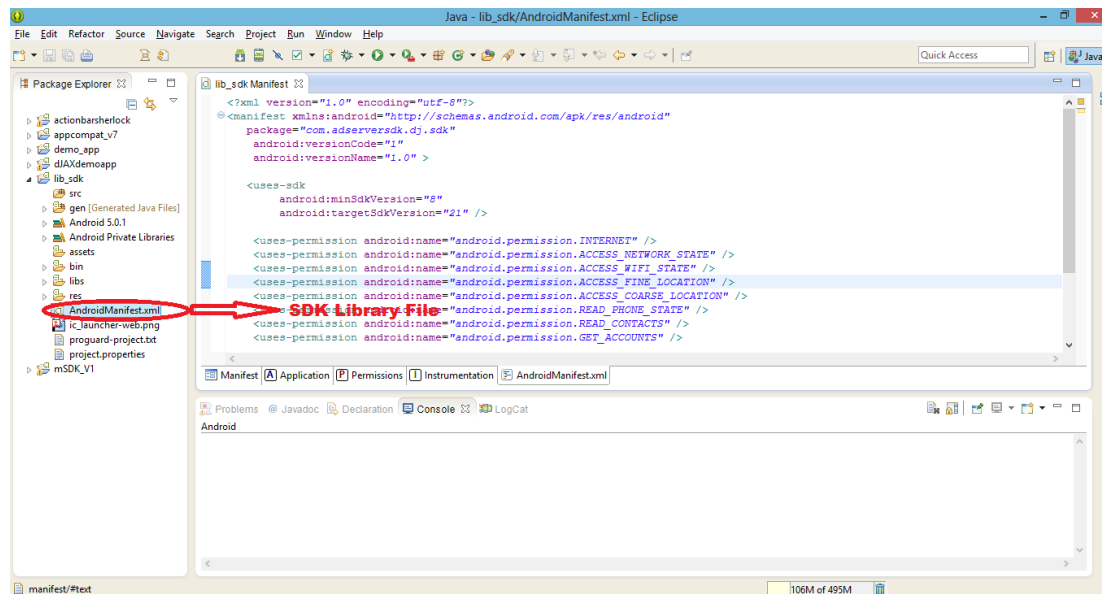 Java - lib_sdk/AndroidManifest.xml - Eclipse
File Edit Refactor Source Navigate Search Project Run Window Help
Quick Access
Java
Package Explorer
actionbarsherlock
appcompat_v7
demo_app
dJAXdemoapp
lib_sdk
src
gen [Generated Java Files]
Android 5.0.1
Android Private Libraries
assets
bin
libs
res
AndroidManifest.xml
ic_launcher-web.png
proguard-project.txt
project.properties
mSDK_V1
SDK Library File
lib_sdk Manifest
<?xml version="1.0" encoding="utf-8"?>
<manifest xmlns:android="http://schemas.android.com/apk/res/android"
package="com.adserversdk.dj.sdk"
android:versionCode="1"
android:versionName="1.0" >
<uses-sdk
android:minSdkVersion="8"
android:targetSdkVersion="21" />
<uses-permission android:name="android.permission.INTERNET" />
<uses-permission android:name="android.permission.ACCESS_NETWORK_STATE" />
<uses-permission android:name="android.permission.ACCESS_WIFI_STATE" />
<uses-permission android:name="android.permission.ACCESS_FINE_LOCATION" />
<uses-permission android:name="android.permission.ACCESS_COARSE_LOCATION" />
<uses-permission android:name="android.permission.READ_PHONE_STATE" />
<uses-permission android:name="android.permission.READ_CONTACTS" />
<uses-permission android:name="android.permission.GET_ACCOUNTS" />
Manifest A Application P Permissions I Instrumentation AndroidManifest.xml
Problems @ Javadoc Declaration Console LogCat
Android
manifest/#text
106M of 495M